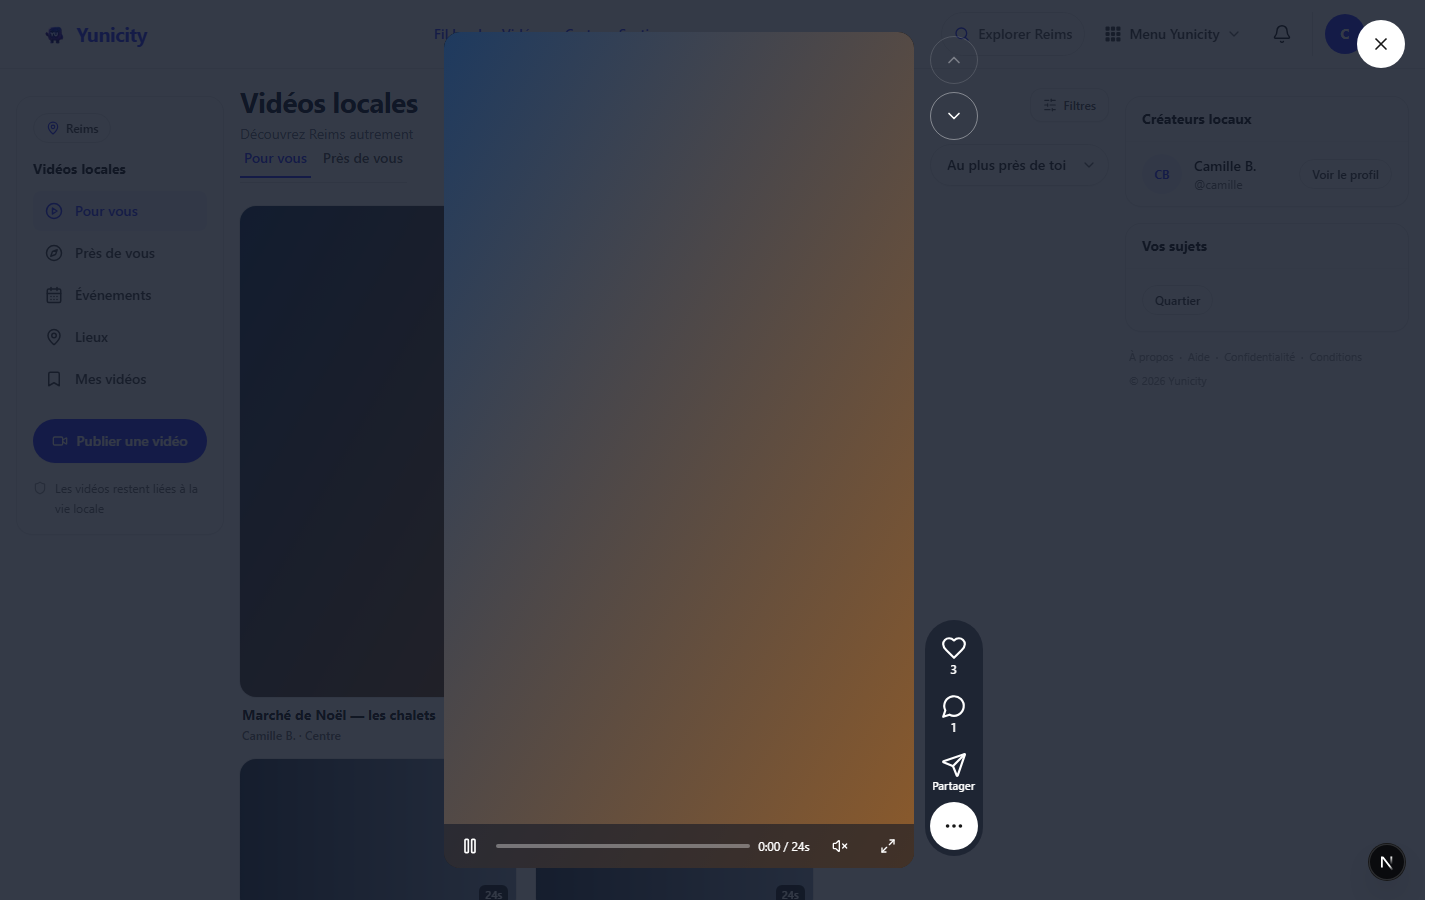 Yunicity
Explorer Reims
Menu Yunicity
C
Reims
Vidéos locales
Pour vous
Près de vous
Événements
Lieux
Mes vidéos
Publier une vidéo
Les vidéos restent liées à la
vie locale
Vidéos locales
Découvrez Reims autrement
Pour vous
Près de vous
Filtres
Au plus près de toi
Marché de Noël — les chalets
Camille B. · Centre
24s
24s
0:00 / 24s
3
1
Partager
Créateurs locaux
CB
Camille B.
@camille
Voir le profil
Vos sujets
Quartier
À propos · Aide · Confidentialité · Conditions
© 2026 Yunicity
N